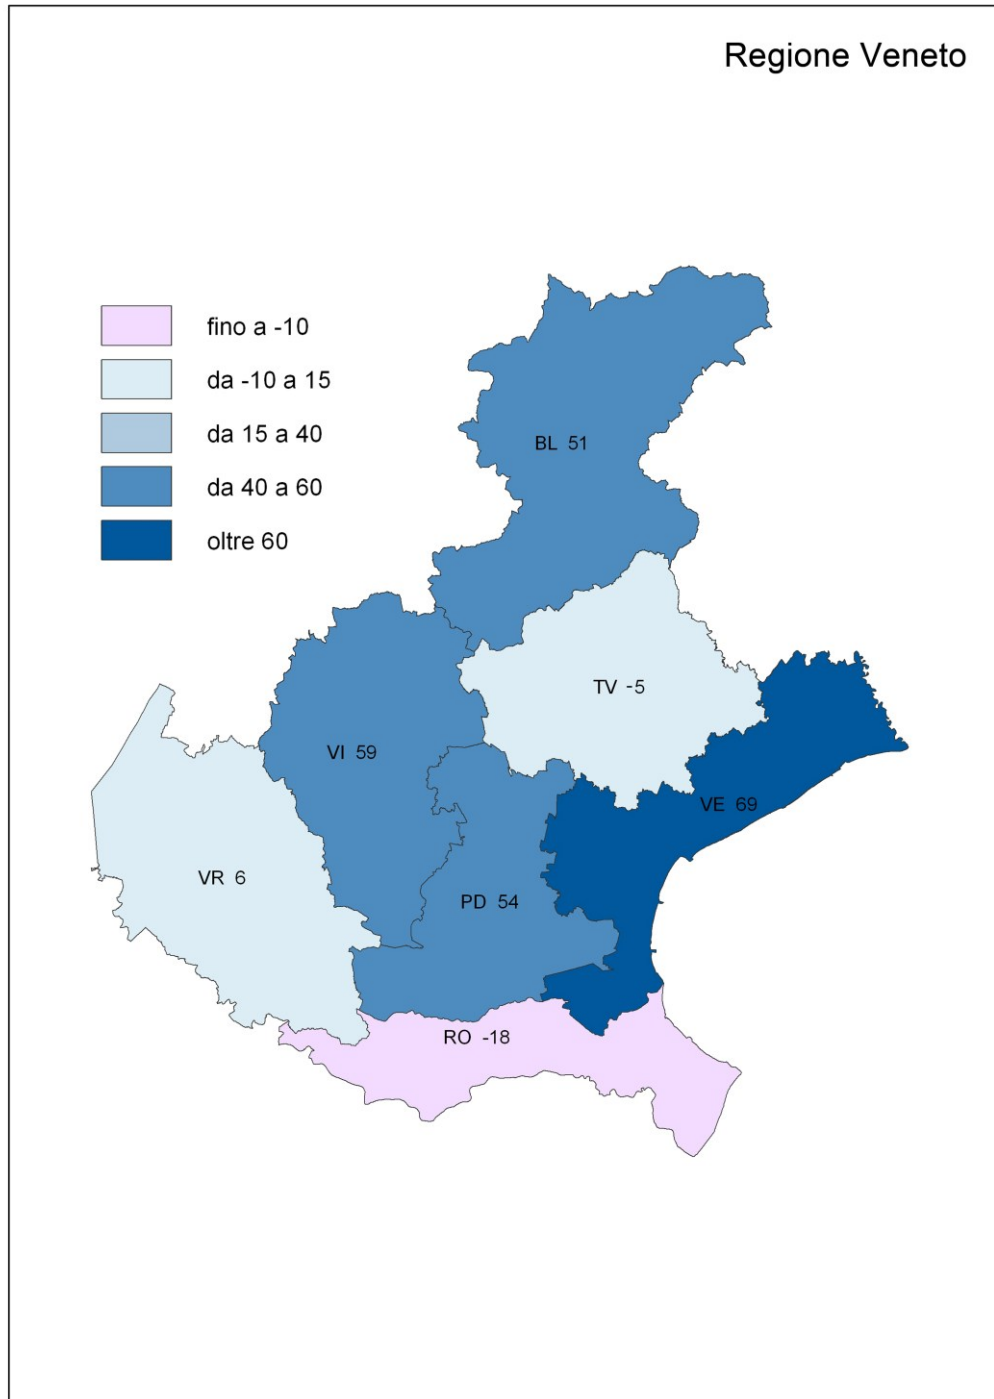 Regione Veneto
fino a -10
da -10 a 15
da 15 a 40
da 40 a 60
oltre 60
BL 51
TV -5
VI 59
VE 69
VR 6
PD 54
RO -18